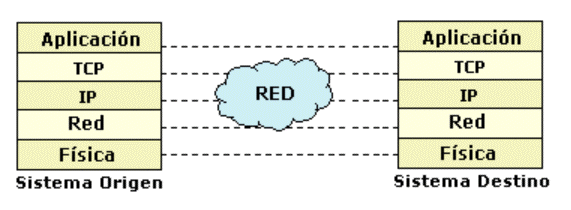 Aplicación
TCP
IP
Red
Física
Sistema Origen
RED
Aplicación
TCP
IP
Red
Física
Sistema Destino